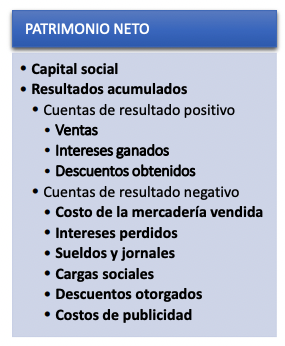 PATRIMONIO NETO
• Capital social
• Resultados acumulados
• Cuentas de resultado positivo
• Ventas
• Intereses ganados
• Descuentos obtenidos
• Cuentas de resultado negativo
• Costo de la mercadería vendida
• Intereses perdidos
• Sueldos y jornales
• Cargas sociales
• Descuentos otorgados
• Costos de publicidad